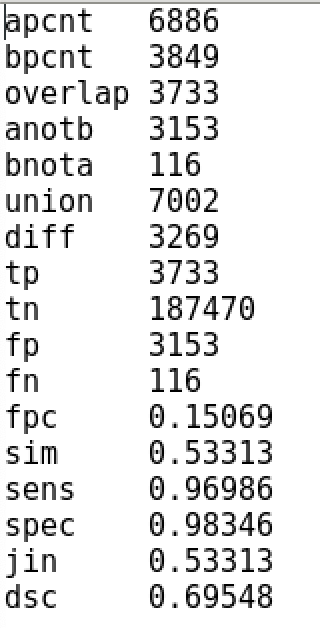 apcnt 6886
bpcnt 3849
overlap 3733
anotb 3153
bnota 116
union 7002
diff 3269
tp 3733
tn 187470
fp 3153
fn 116
fpc 0.15069
sim 0.53313
sens 0.96986
spec 0.98346
jin 0.53313
dsc 0.69548